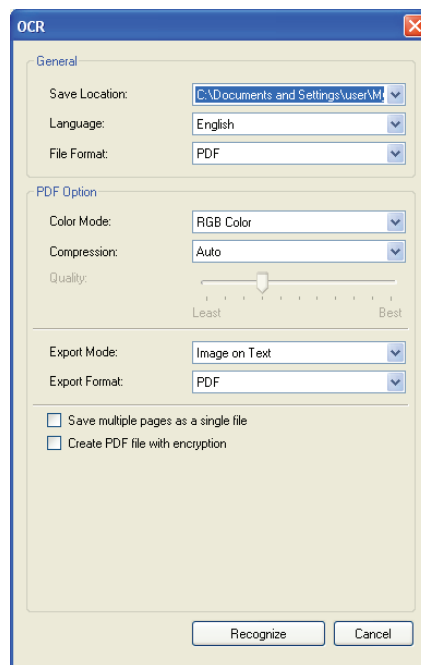 OCR
General
Save Location: C:\Documents and Settings\user\M
Language: English
File Format: PDF
PDF Option
Color Mode: RGB Color
Compression: Auto
Quality:
Least Best
Export Mode: Image on Text
Export Format: PDF
Save multiple pages as a single file
Create PDF file with encryption
Recognize Cancel